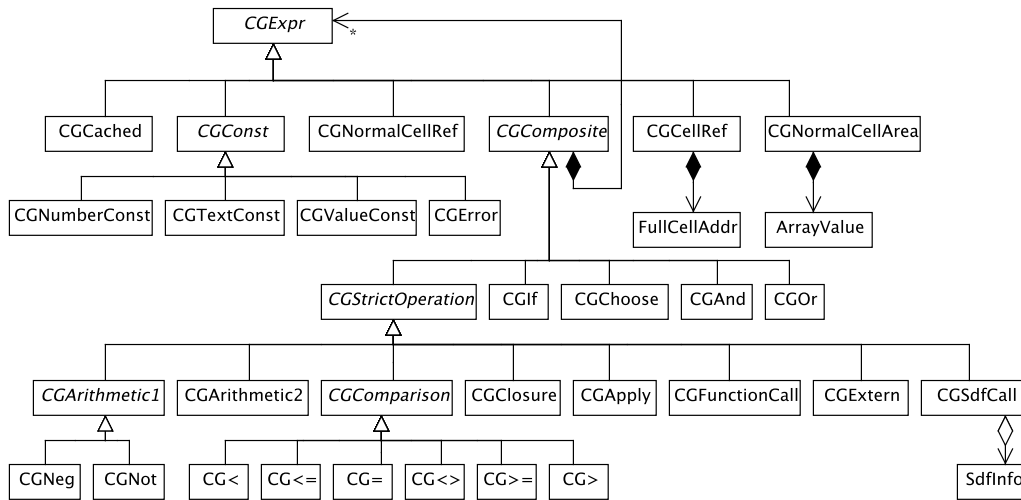 CGExpr
*
CGCached CGConst CGNormalCellRef CGComposite CGCellRef CGNormalCellArea
CGNumberConst CGTextConst CGValueConst CGError FullCellAddr ArrayValue
CGStrictOperation CGIf CGChoose CGAnd CGOr
CGArithmetic1 CGArithmetic2 CGComparison CGClosure CGApply CGFunctionCall CGExtern CGSdfCall
CGNeg CGNot CG< CG<= CG= CG<> CG>= CG> SdfInfo